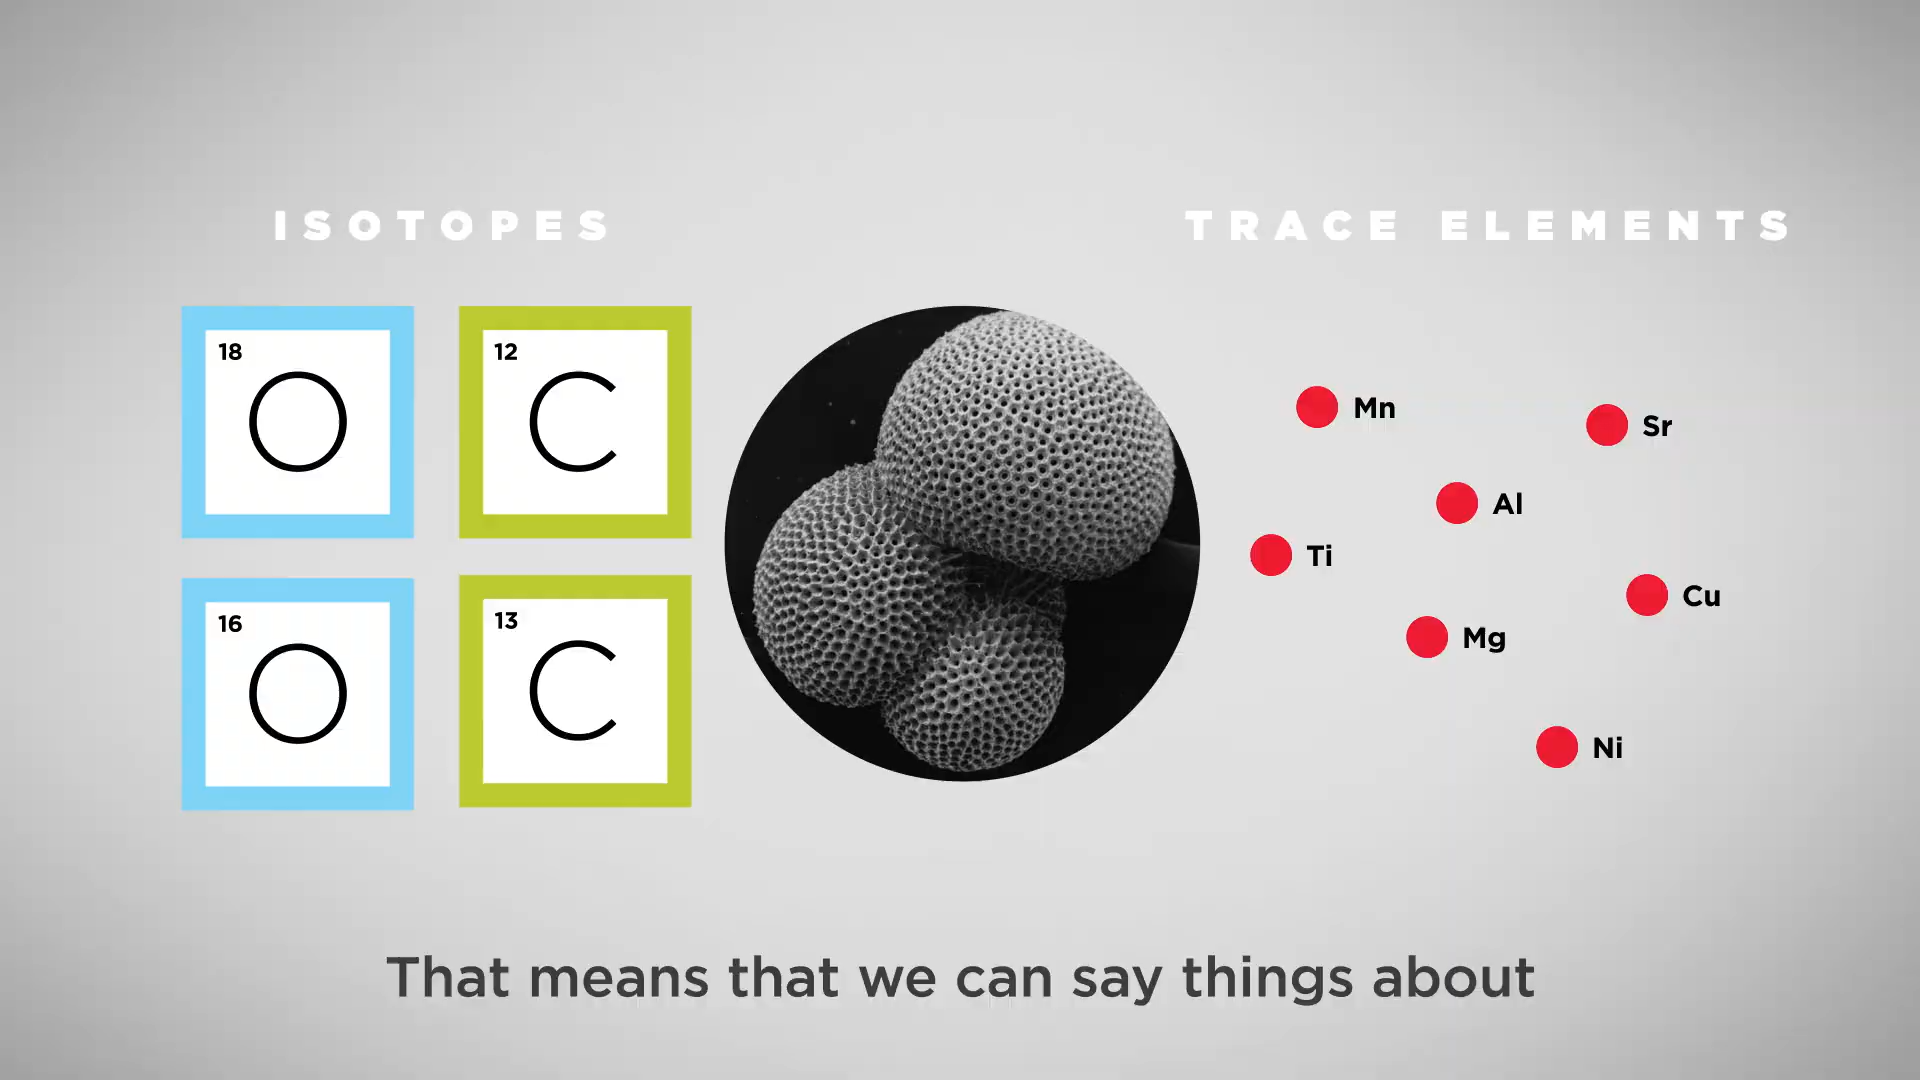 ISOTOPES
TRACE ELEMENTS
18
O
12
C
16
O
13
C
Mn
Sr
Al
Ti
Cu
Mg
Ni
That means that we can say things about